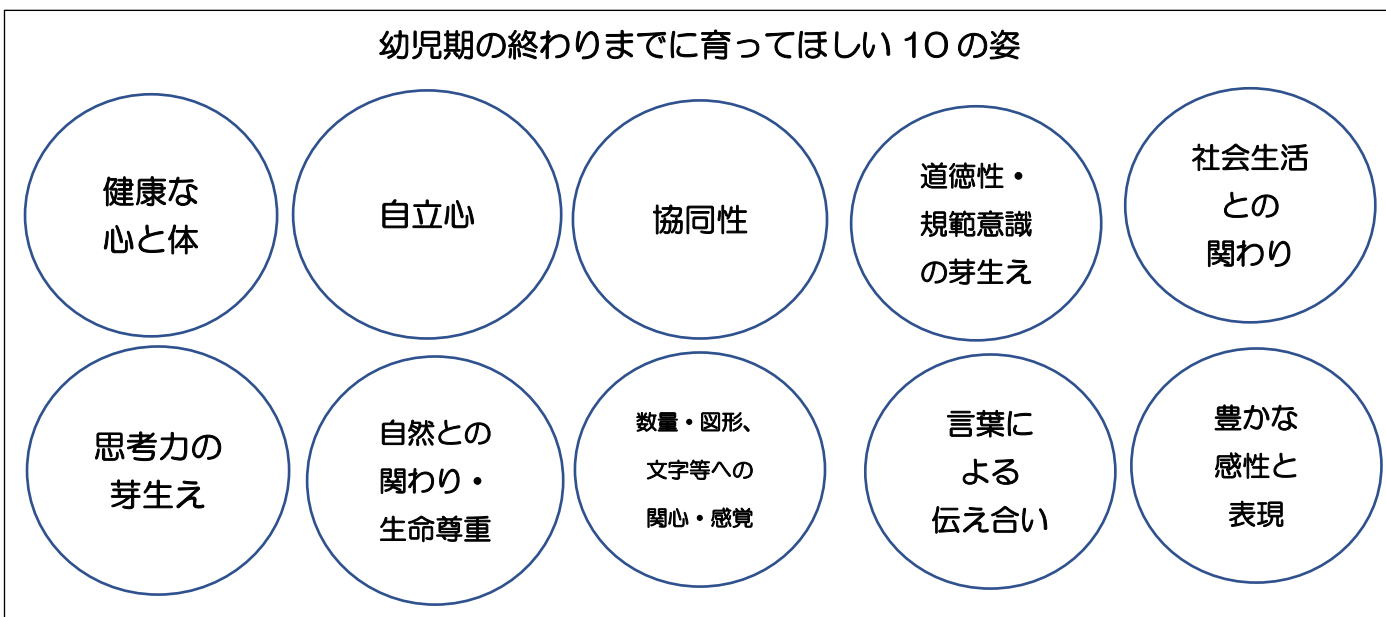 幼児期の終わりまでに育ってほしい 10 の姿
健康な
心と体
自立心
協同性
道徳性・
規範意識
の芽生え
社会生活
との
関わり
思考力の
芽生え
自然との
関わり・
生命尊重
数量・図形、
文字等への
関心・感覚
言葉に
よる
伝え合い
豊かな
感性と
表現